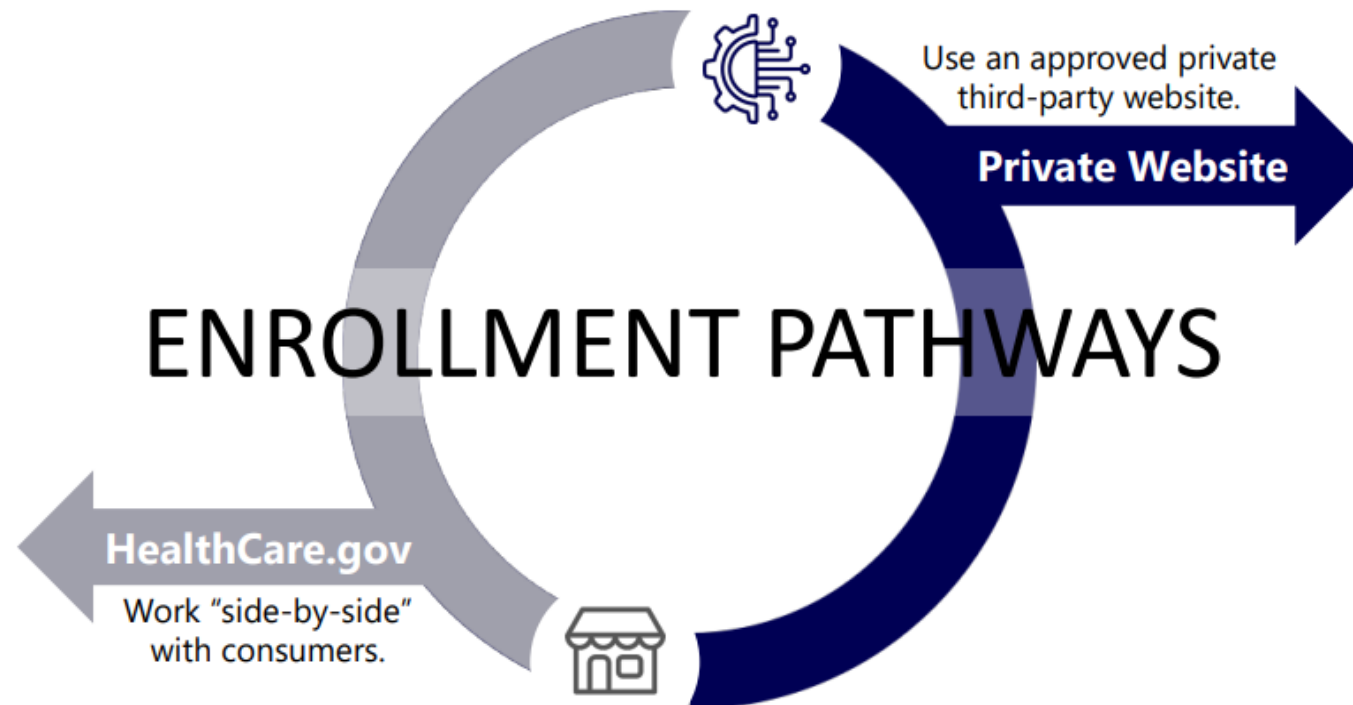 Use an approved private
third-party website.
Private Website
ENROLLMENT PATHWAYS
HealthCare.gov
Work “side-by-side”
with consumers.